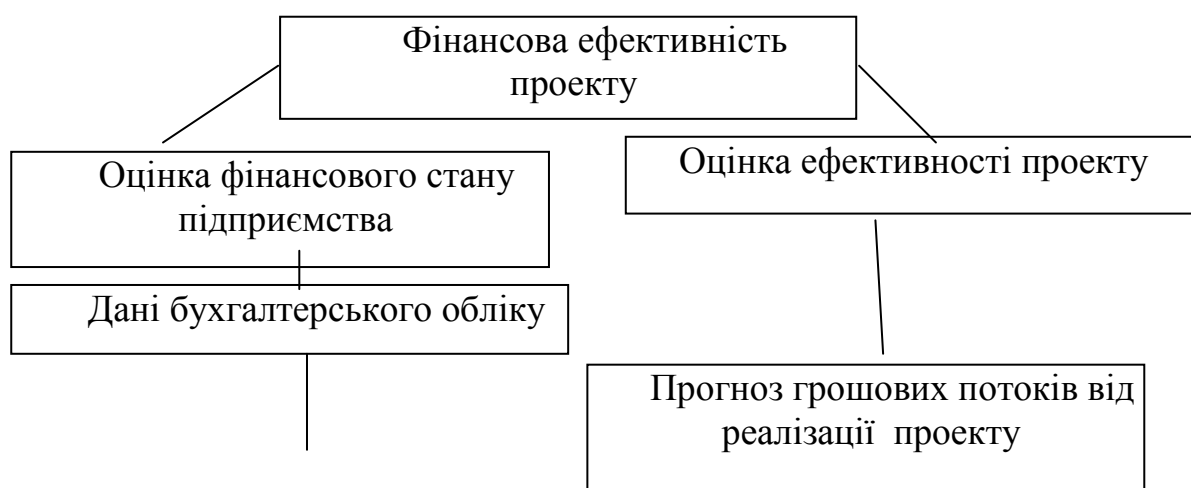 Фінансова ефективність
проекту
Оцінка фінансового стану
підприємства
Оцінка ефективності проекту
Дані бухгалтерського обліку
Прогноз грошових потоків від
реалізації проекту